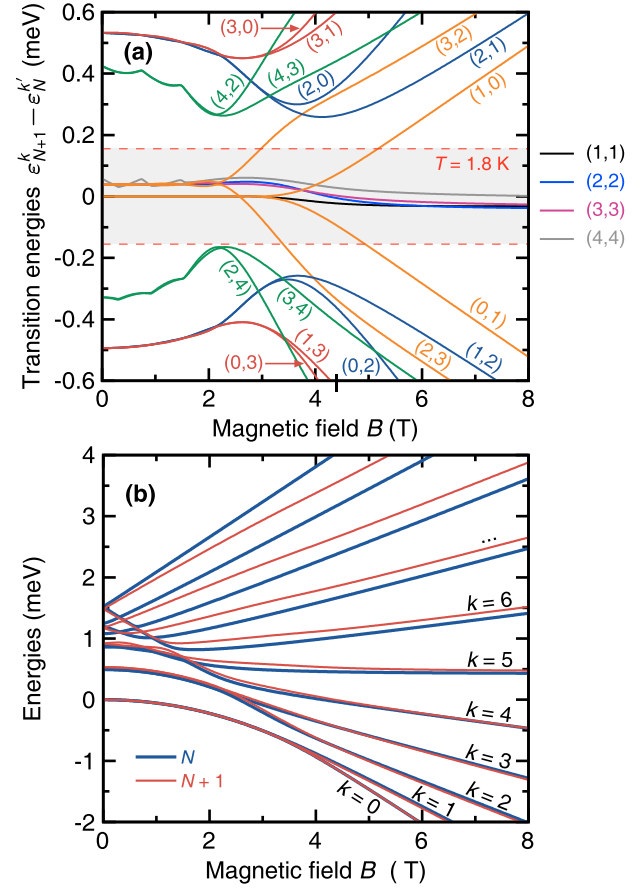 (a)
Transition energies ε^k_{N+1} − ε^{k′}_N (meV)
0.6
0.4
0.2
0
-0.2
-0.4
-0.6
(3,0)
(3,1)
(3,2)
(4,2)
(4,3)
(2,0)
(2,1)
(1,0)
T = 1.8 K
(1,1)
(2,2)
(3,3)
(4,4)
(2,4)
(3,4)
(0,1)
(0,3)
(1,3)
(0,2)
(2,3)
(1,2)
0 2 4 6 8
Magnetic field B (T)
(b)
Energies (meV)
4
3
2
1
0
-1
-2
...
k = 6
k = 5
k = 4
k = 3
k = 2
k = 1
k = 0
N
N + 1
0 2 4 6 8
Magnetic field B ( T)